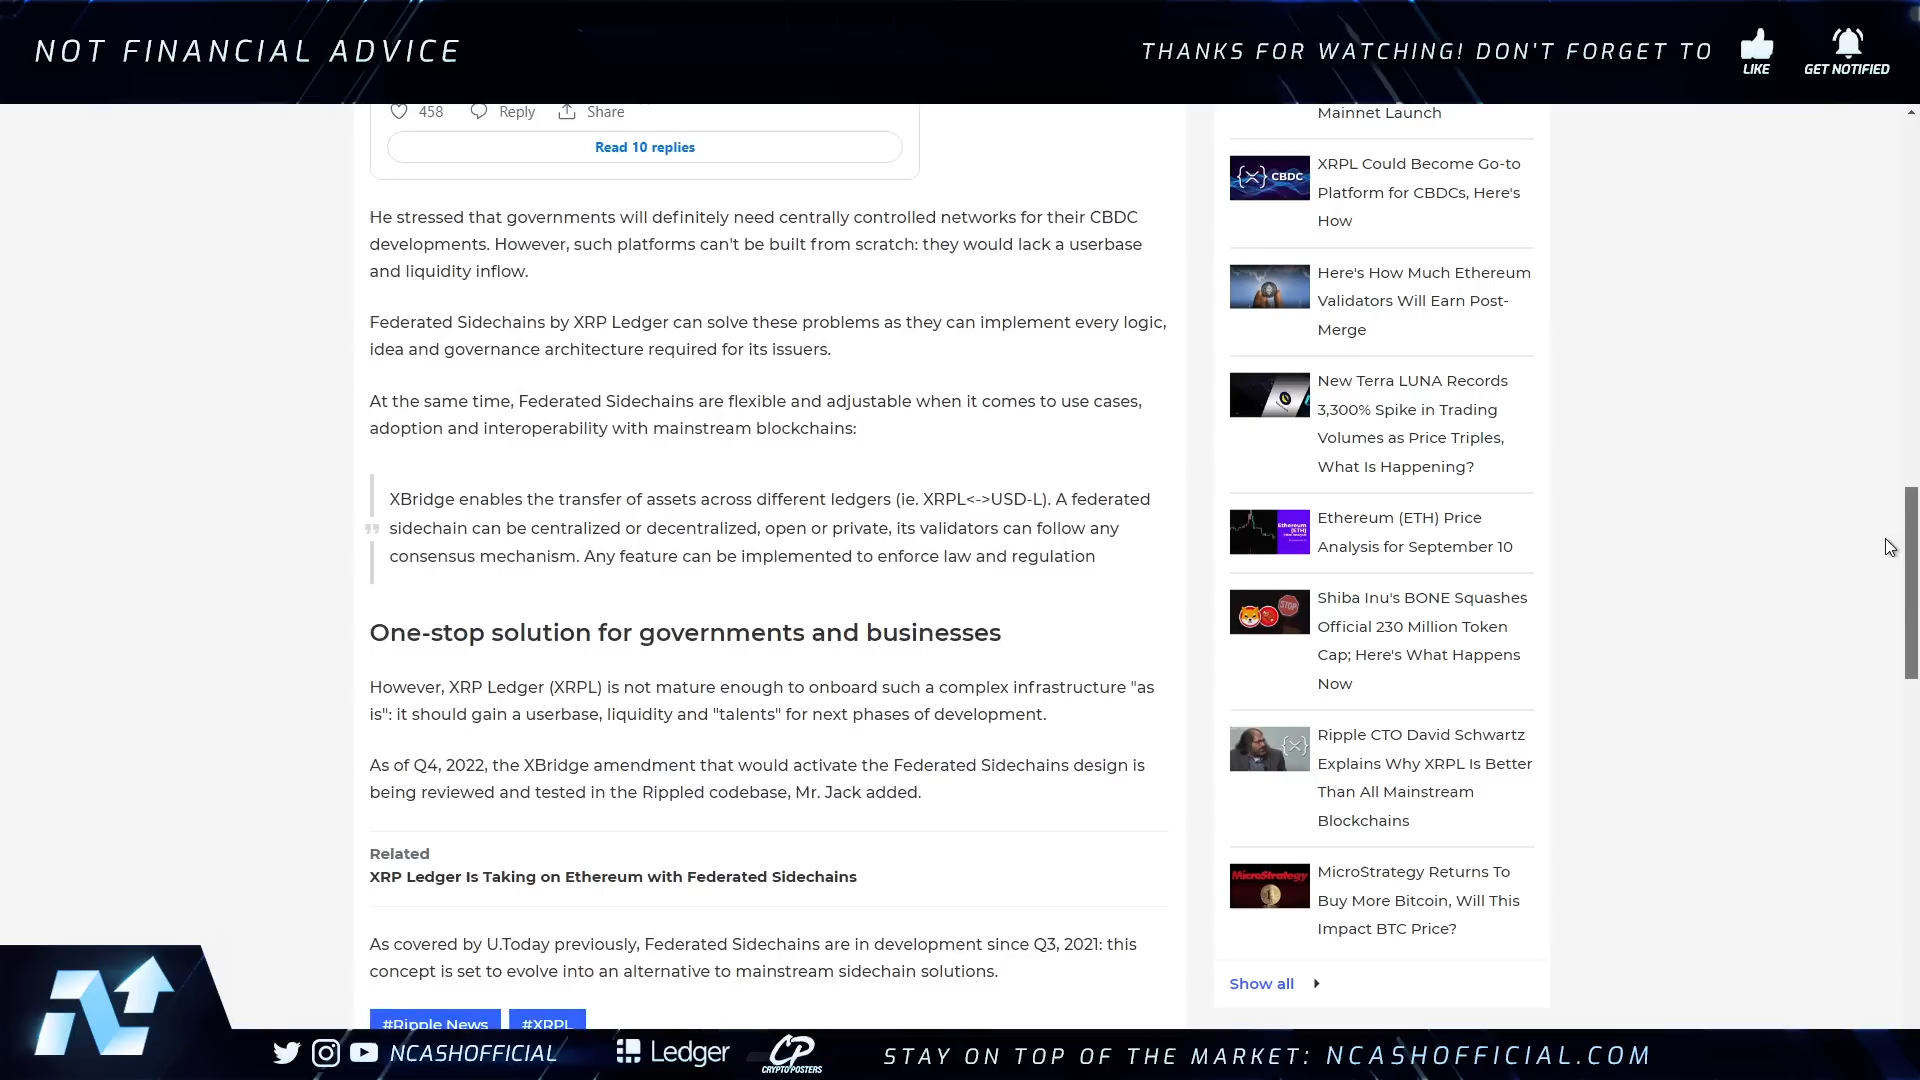 NOT FINANCIAL ADVICE
THANKS FOR WATCHING! DON'T FORGET TO
LIKE
GET NOTIFIED
458 Reply Share
Read 10 replies
He stressed that governments will definitely need centrally controlled networks for their CBDC
developments. However, such platforms can't be built from scratch: they would lack a userbase
and liquidity inflow.
Federated Sidechains by XRP Ledger can solve these problems as they can implement every logic,
idea and governance architecture required for its issuers.
At the same time, Federated Sidechains are flexible and adjustable when it comes to use cases,
adoption and interoperability with mainstream blockchains:
XBridge enables the transfer of assets across different ledgers (ie. XRPL<->USD-L). A federated
sidechain can be centralized or decentralized, open or private, its validators can follow any
consensus mechanism. Any feature can be implemented to enforce law and regulation
One-stop solution for governments and businesses
However, XRP Ledger (XRPL) is not mature enough to onboard such a complex infrastructure "as
is": it should gain a userbase, liquidity and "talents" for next phases of development.
As of Q4, 2022, the XBridge amendment that would activate the Federated Sidechains design is
being reviewed and tested in the Rippled codebase, Mr. Jack added.
Related
XRP Ledger Is Taking on Ethereum with Federated Sidechains
As covered by U.Today previously, Federated Sidechains are in development since Q3, 2021: this
concept is set to evolve into an alternative to mainstream sidechain solutions.
#Ripple News #XRPL
Mainnet Launch
CBDC
XRPL Could Become Go-to
Platform for CBDCs, Here's
How
Here's How Much Ethereum
Validators Will Earn Post-
Merge
New Terra LUNA Records
3,300% Spike in Trading
Volumes as Price Triples,
What Is Happening?
Ethereum (ETH) Price
Analysis for September 10
STOP
Shiba Inu's BONE Squashes
Official 230 Million Token
Cap; Here's What Happens
Now
Ripple CTO David Schwartz
Explains Why XRPL Is Better
Than All Mainstream
Blockchains
MicroStrategy
MicroStrategy Returns To
Buy More Bitcoin, Will This
Impact BTC Price?
Show all
NCASHOFFICIAL
Ledger
CP
CRYPTOPOSTERS
STAY ON TOP OF THE MARKET: NCASHOFFICIAL.COM